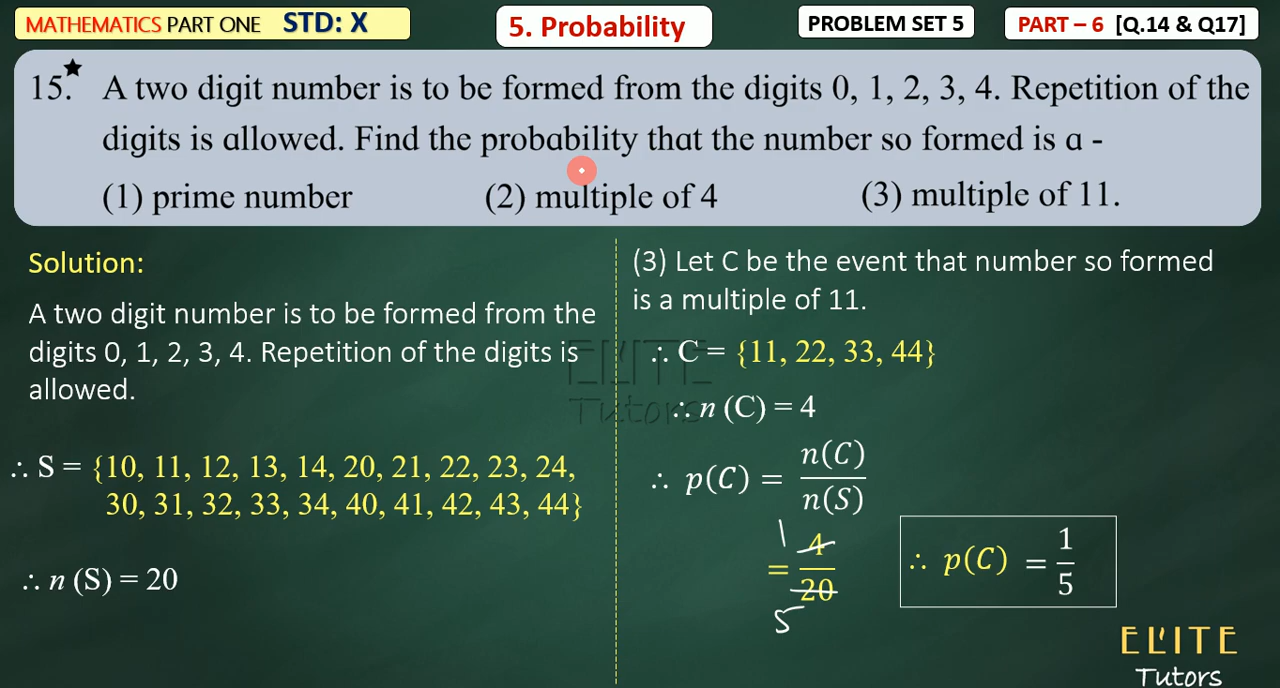 MATHEMATICS PART ONE STD: X
5. Probability
PROBLEM SET 5
PART – 6 [Q.14 & Q17]
15.★ A two digit number is to be formed from the digits 0, 1, 2, 3, 4. Repetition of the
digits is allowed. Find the probability that the number so formed is a -
(1) prime number (2) multiple of 4 (3) multiple of 11.
Solution:
A two digit number is to be formed from the
digits 0, 1, 2, 3, 4. Repetition of the digits is
allowed.
∴ S = {10, 11, 12, 13, 14, 20, 21, 22, 23, 24,
30, 31, 32, 33, 34, 40, 41, 42, 43, 44}
∴ n (S) = 20
(3) Let C be the event that number so formed
is a multiple of 11.
∴ C = {11, 22, 33, 44}
∴ n (C) = 4
∴ p(C) = n(C)/n(S)
1
= 4/20
5
∴ p(C) = 1/5
ELITE
Tutors
ELITE
Tutors